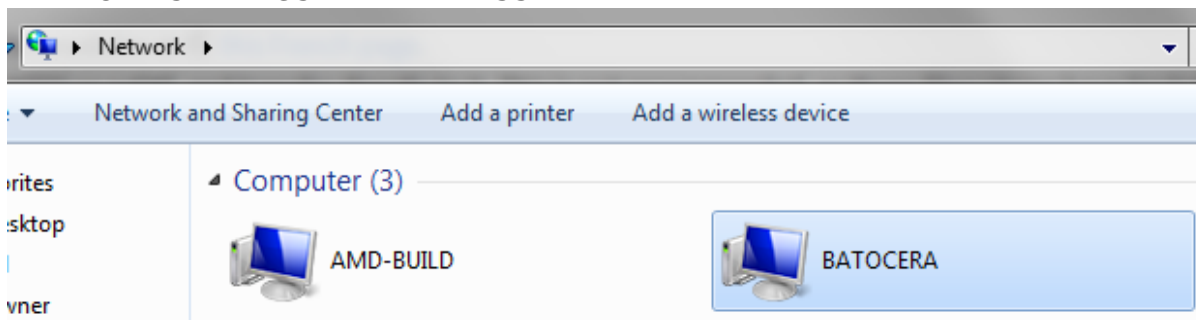 Network
Network and Sharing Center Add a printer Add a wireless device
Computer (3)
AMD-BUILD BATOCERA